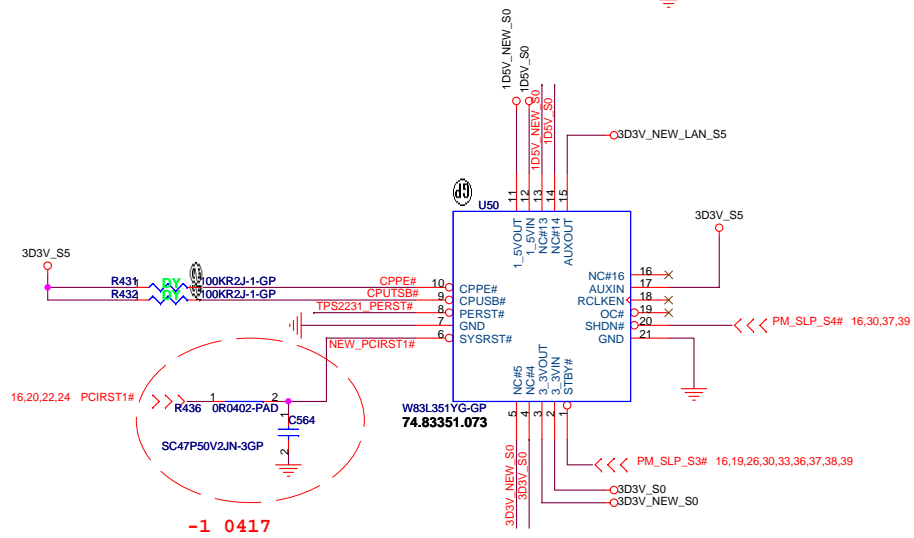 1D5V_NEW_S0
1D5V_S0
1D5V_NEW_S0
1D5V_S0
3D3V_NEW_LAN_S5
11
12
13
14
15
U50
1_5VOUT
1_5VIN
NC#13
NC#14
AUXOUT
3D3V_S5
3D3V_S5
R431 1 DY 100KR2J-1-GP
R432 1 DY 100KR2J-1-GP
CPPE# 10 CPPE#
CPUTSB# 9 CPUSB#
TPS2231_PERST# 8 PERST#
7 GND
NEW_PCIRST1# 6 SYSRST#
NC#16 16
AUXIN 17
RCLKEN 18
OC# 19
SHDN# 20 PM_SLP_S4# 16,30,37,39
GND 21
NC#5
NC#4
3_3VOUT
3_3VIN
STBY#
5
4
3
2
1
W83L351YG-GP
74.83351.073
16,20,22,24 PCIRST1#
R436 1 2 0R0402-PAD
1
C564
2
SC47P50V2JN-3GP
3D3V_NEW_S0
3D3V_S0
PM_SLP_S3# 16,19,26,30,33,36,37,38,39
3D3V_S0
3D3V_NEW_S0
-1 0417